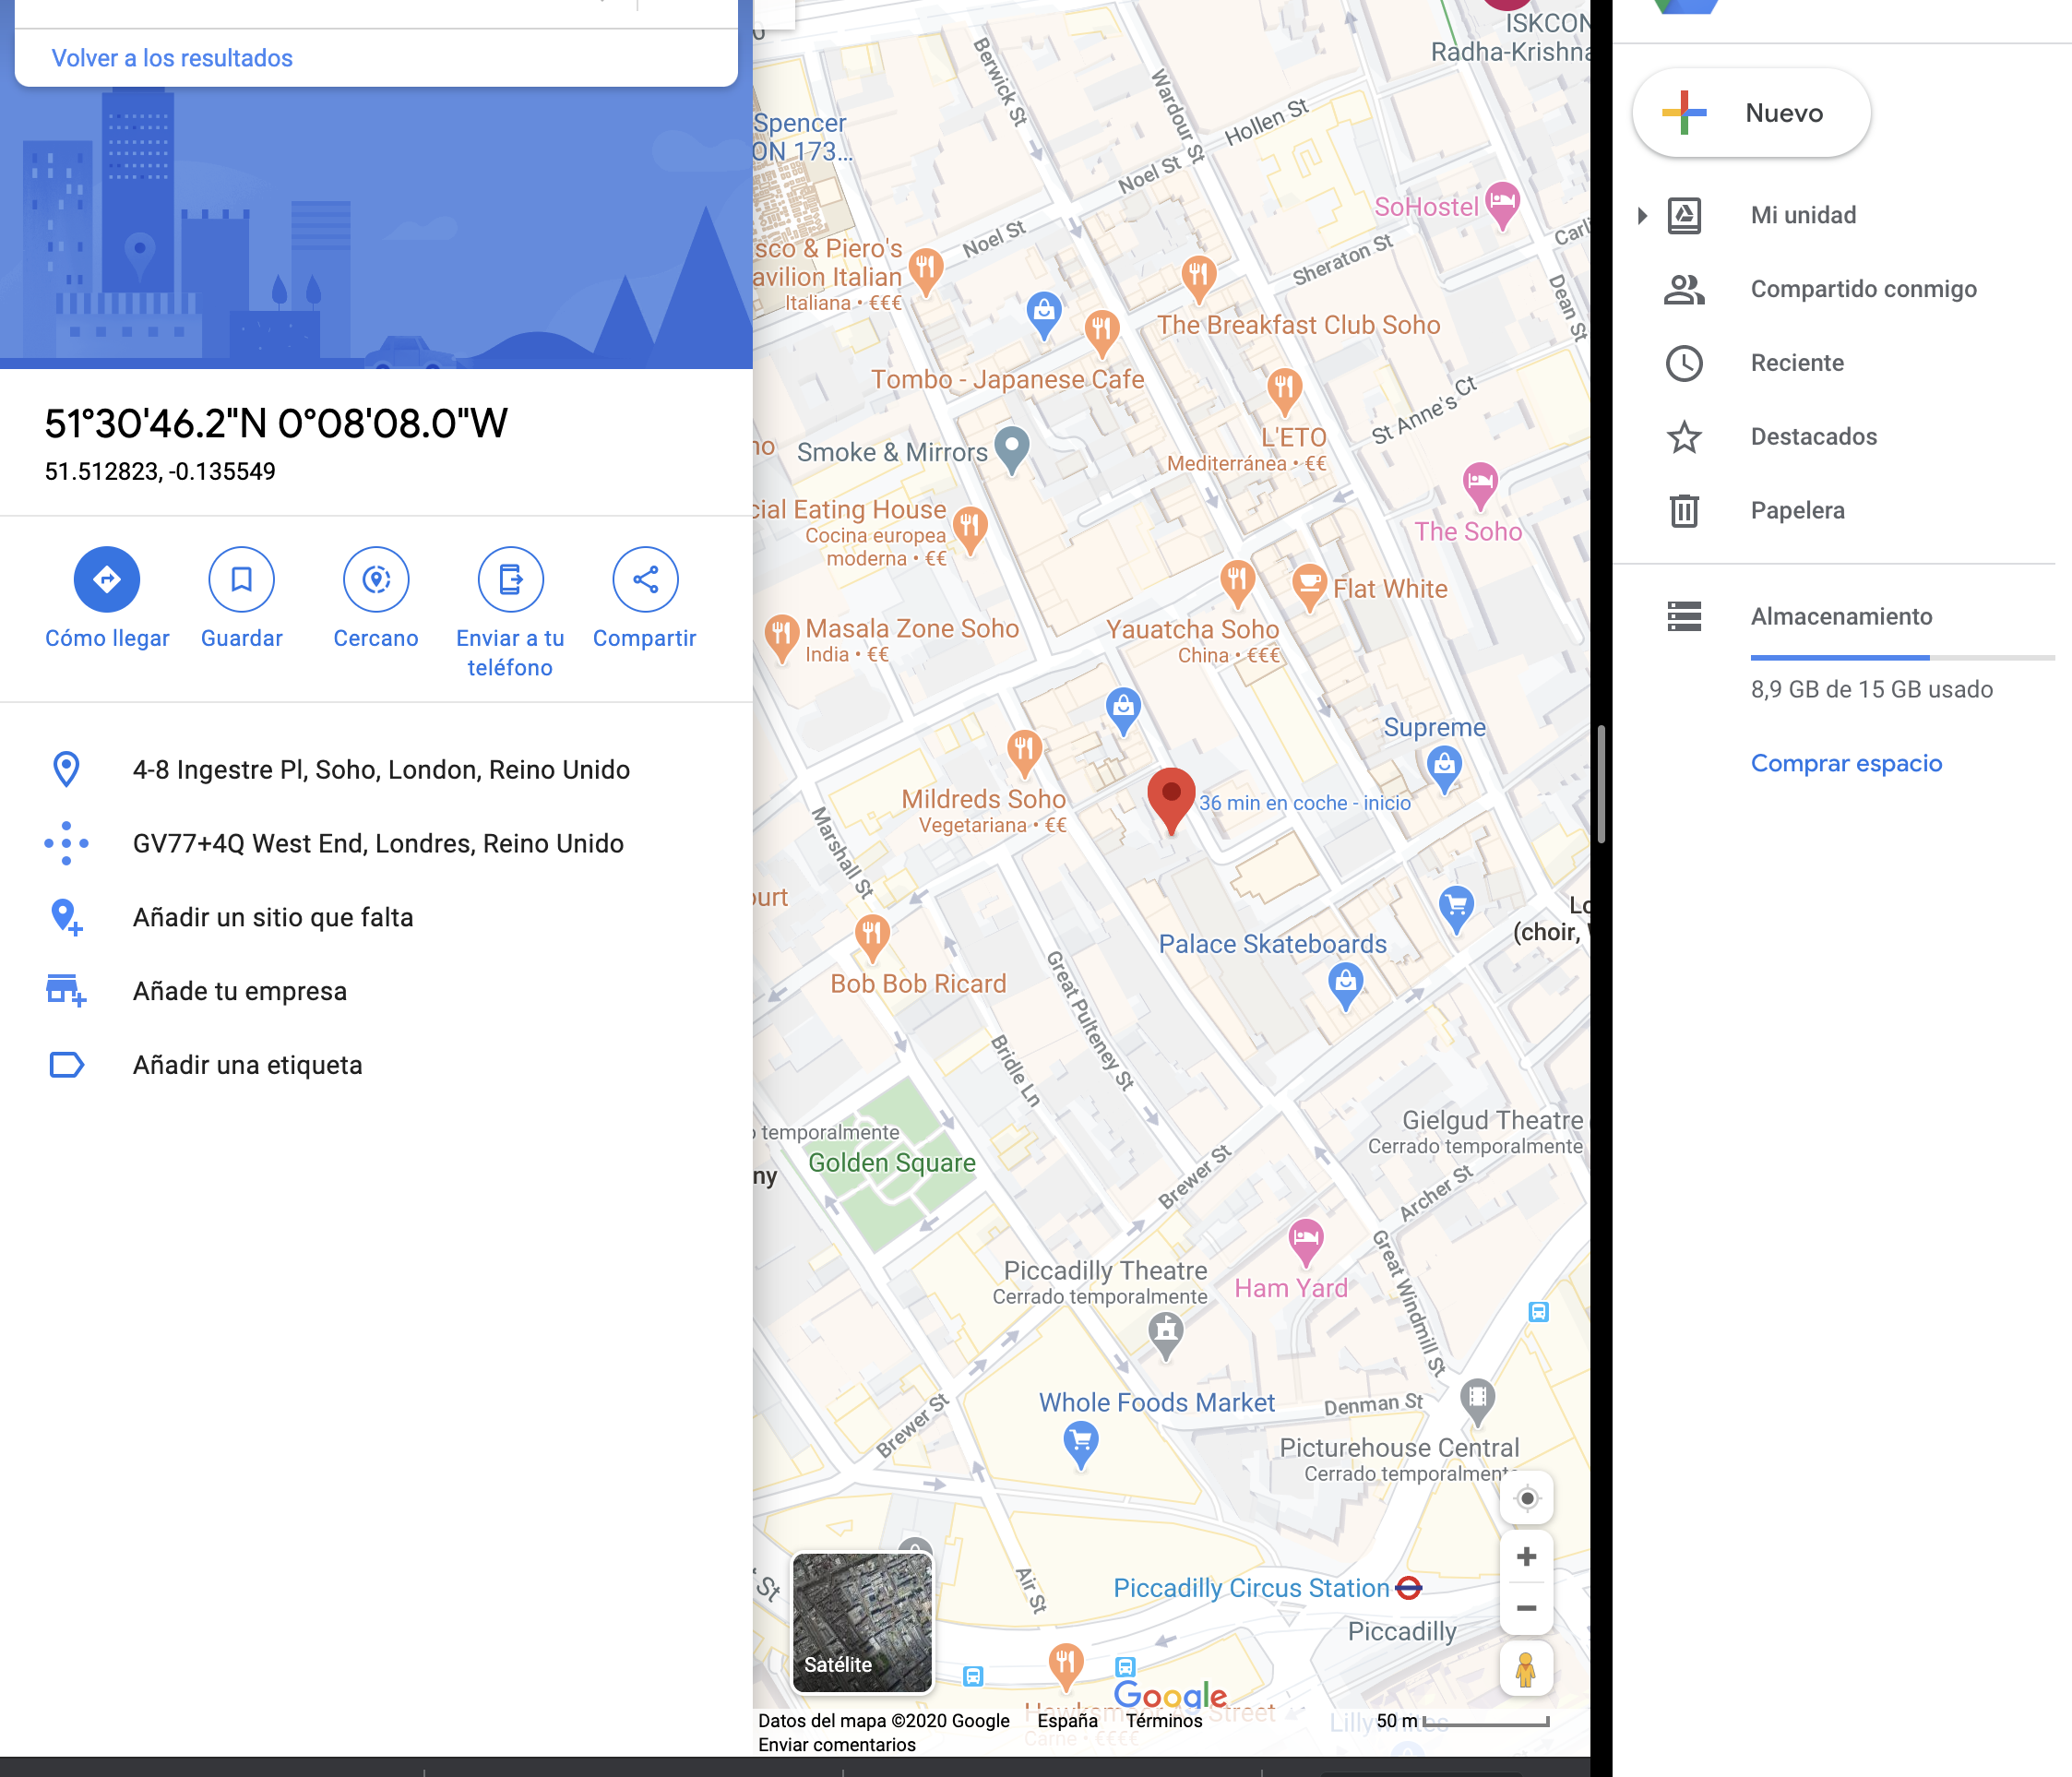 Volver a los resultados
51°30'46.2"N 0°08'08.0"W
51.512823, -0.135549
Cómo llegar
Guardar
Cercano
Enviar a tu
teléfono
Compartir
4-8 Ingestre Pl, Soho, London, Reino Unido
GV77+4Q West End, Londres, Reino Unido
Añadir un sitio que falta
Añade tu empresa
Añadir una etiqueta
ISKCON
Radha-Krishna
Berwick St
Wardour St
Hollen St
Spencer
ON 173...
Noel St
SoHostel
Noel St
Sheraton St
Carli
sco & Piero's
avilion Italian
Italiana • €€€
Dean St
The Breakfast Club Soho
Tombo - Japanese Cafe
St Anne's Ct
L'ETO
Mediterránea • €€
Smoke & Mirrors
The Soho
cial Eating House
Cocina europea
moderna • €€
Flat White
Masala Zone Soho
India • €€
Yauatcha Soho
China • €€€
Supreme
Mildreds Soho
Vegetariana • €€
36 min en coche - inicio
Marshall St
ourt
Lo
(choir,
Palace Skateboards
Bob Bob Ricard
Great Pulteney St
Bridle Ln
Gielgud Theatre
Cerrado temporalmente
o temporalmente
Golden Square
ny
Brewer St
Archer St
Piccadilly Theatre
Cerrado temporalmente
Ham Yard
Great Windmill St
Whole Foods Market
Denman St
Brewer St
Picturehouse Central
Cerrado temporalmente
Air St
St
Piccadilly Circus Station
Piccadilly
Satélite
Google
Street
Lillywhites
Carne • €€€€
Datos del mapa ©2020 Google
España
Términos
50 m
Enviar comentarios
Nuevo
Mi unidad
Compartido conmigo
Reciente
Destacados
Papelera
Almacenamiento
8,9 GB de 15 GB usado
Comprar espacio